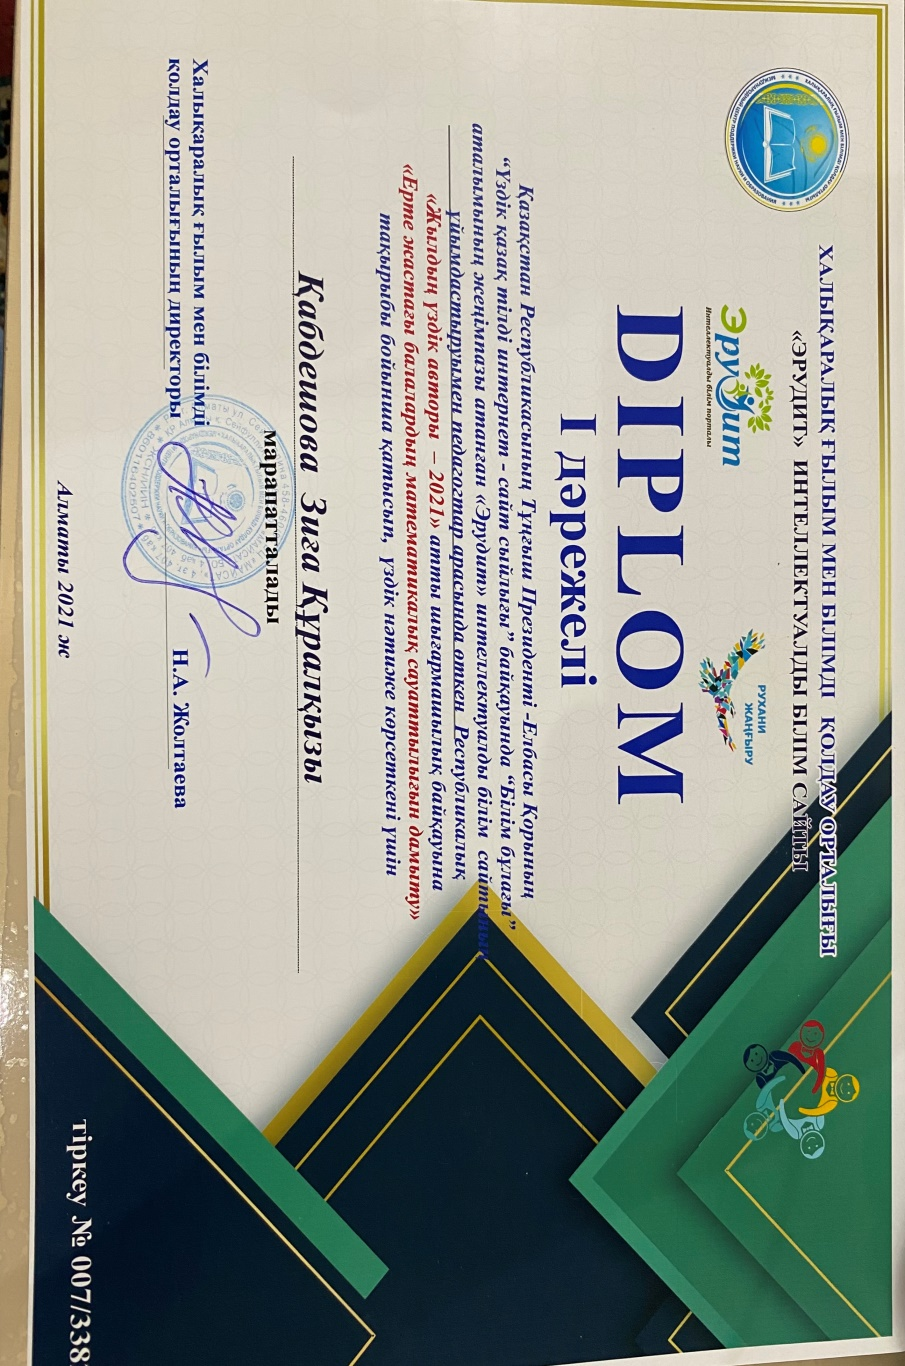 ХАЛЫҚАРАЛЫҚ ҒЫЛЫМ МЕН БІЛІМДІ ҚОЛДАУ ОРТАЛЫҒЫ
«ЭРУДИТ» ИНТЕЛЛЕКТУАЛДЫ БІЛІМ САЙТЫ
Эрудит
Интеллектуалды білім порталы
РУХАНИ
ЖАҢҒЫРУ
DIPLOM
I дәрежелі
Қазақстан Республикасының Тұңғыш Президенті -Елбасы Қорының
“Үздік қазақ тілді интернет - сайт сыйлығы” байқауында “Білім бұлағы”
аталымының жеңімпазы атанған «Эрудит» интеллектуалды білім сайтының
ұйымдастыруымен педагогтар арасында өткен Республикалық
«Жылдың үздік авторы – 2021» атты шығармашылық байқауына
«Ерте жастағы балалардың математикалық сауаттылығын дамыту»
тақырыбы бойынша қатысып, үздік нәтиже көрсеткені үшін
Қабдешова Зиға Құралқызы
марапатталады
Халықаралық ғылым мен білімді
қолдау орталығының директоры
Н.А. Жолтаева
Алматы 2021 ж
тіркеу № 007/338